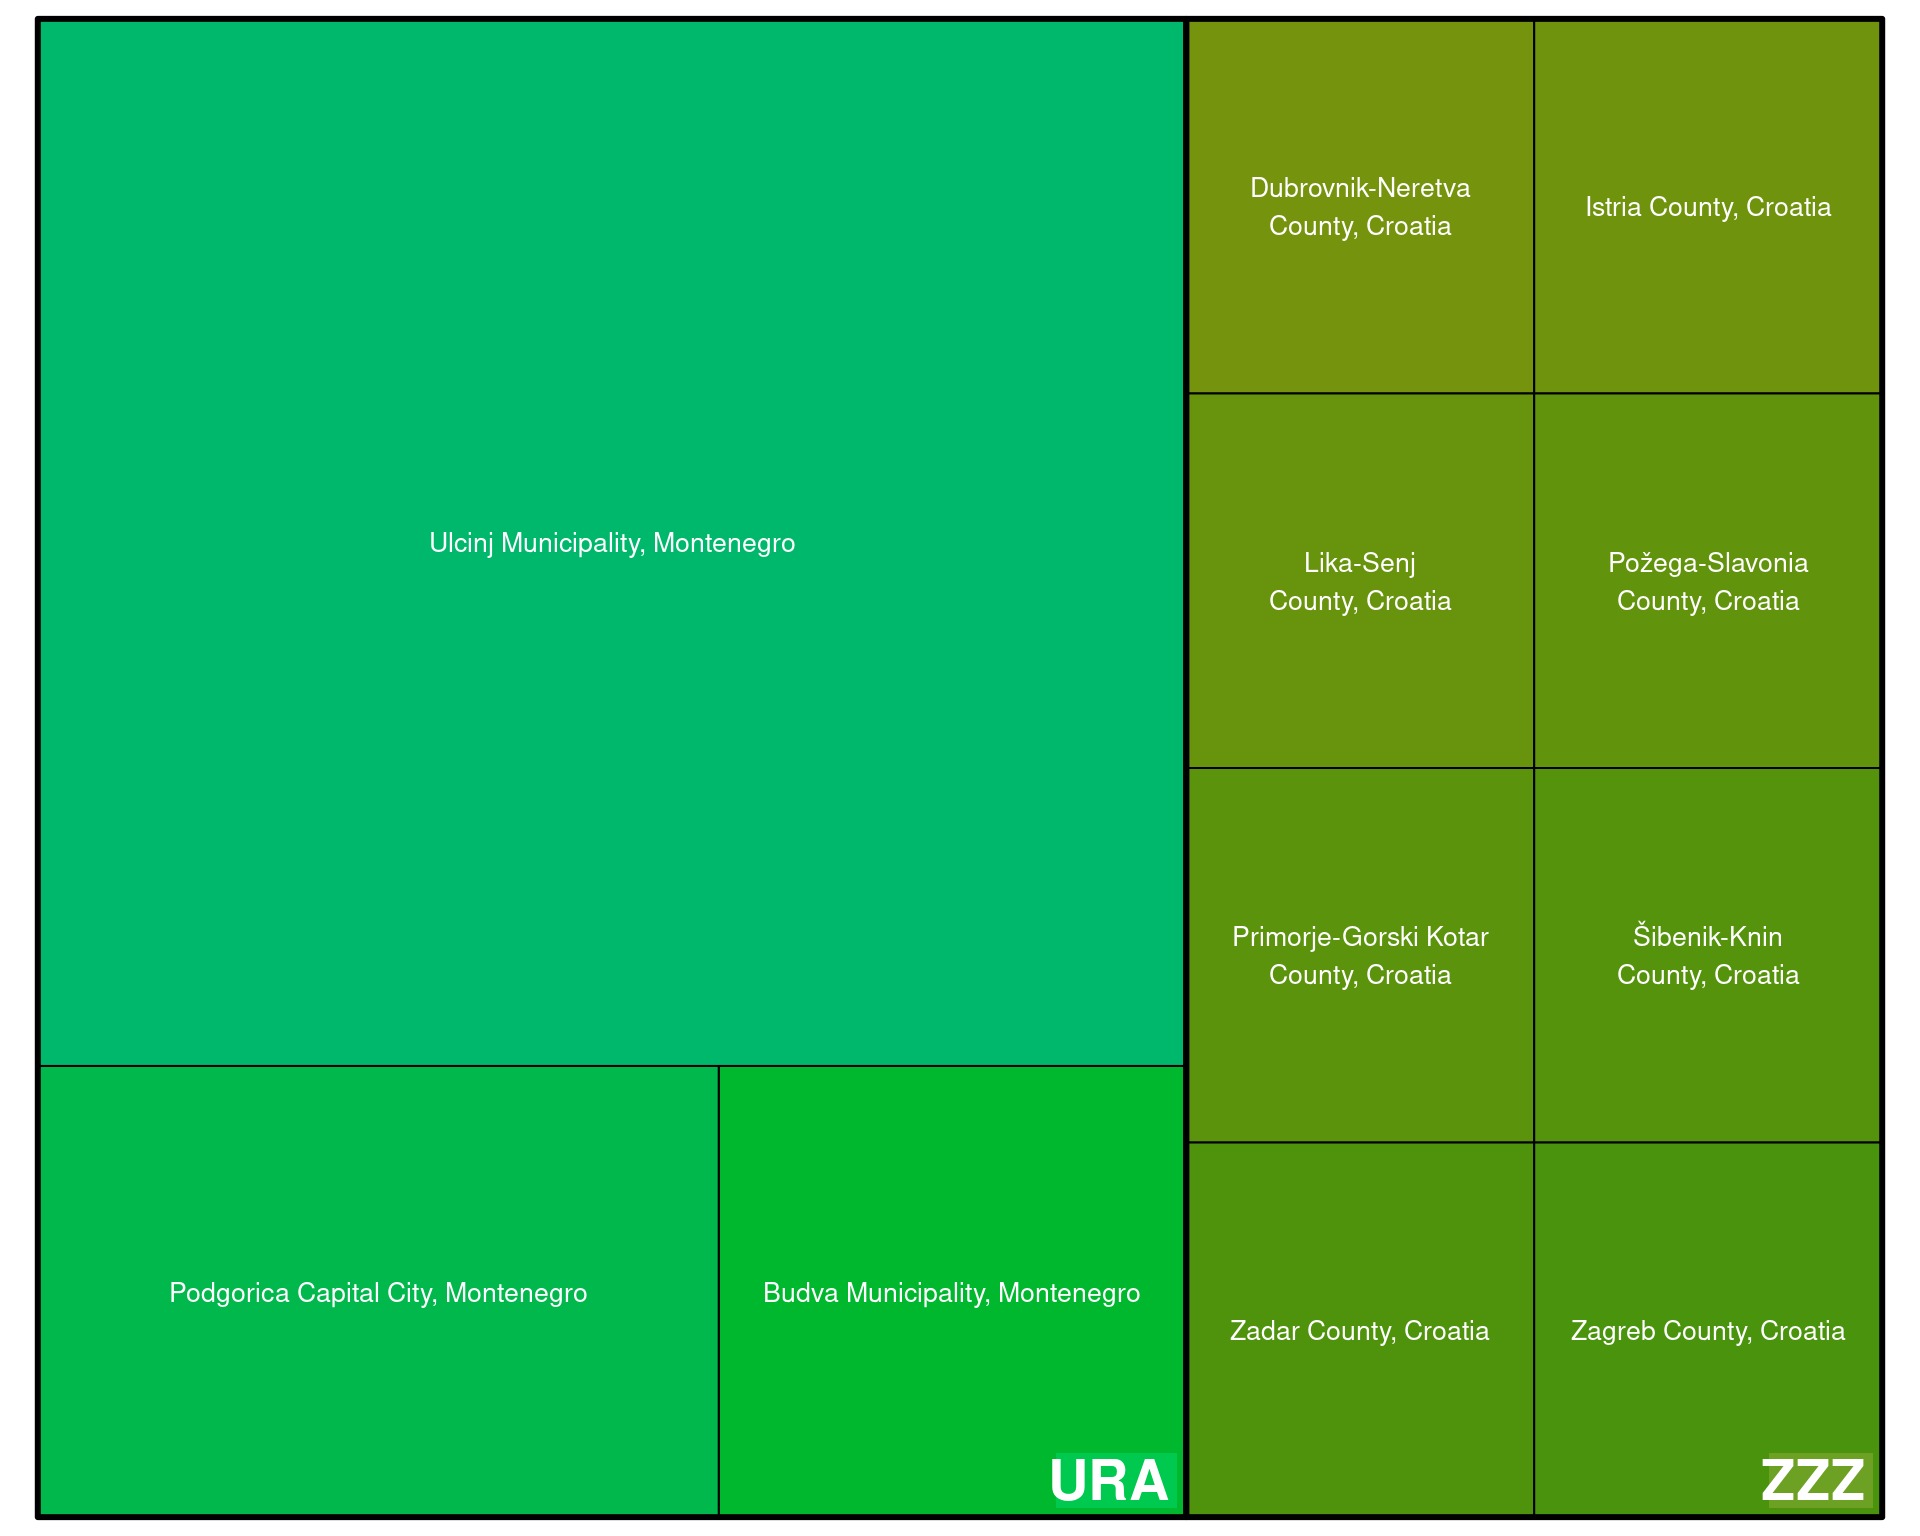 Ulcinj Municipality, Montenegro
Podgorica Capital City, Montenegro
Budva Municipality, Montenegro
URA
Dubrovnik-Neretva
County, Croatia
Istria County, Croatia
Lika-Senj
County, Croatia
Požega-Slavonia
County, Croatia
Primorje-Gorski Kotar
County, Croatia
Šibenik-Knin
County, Croatia
Zadar County, Croatia
Zagreb County, Croatia
ZZZ